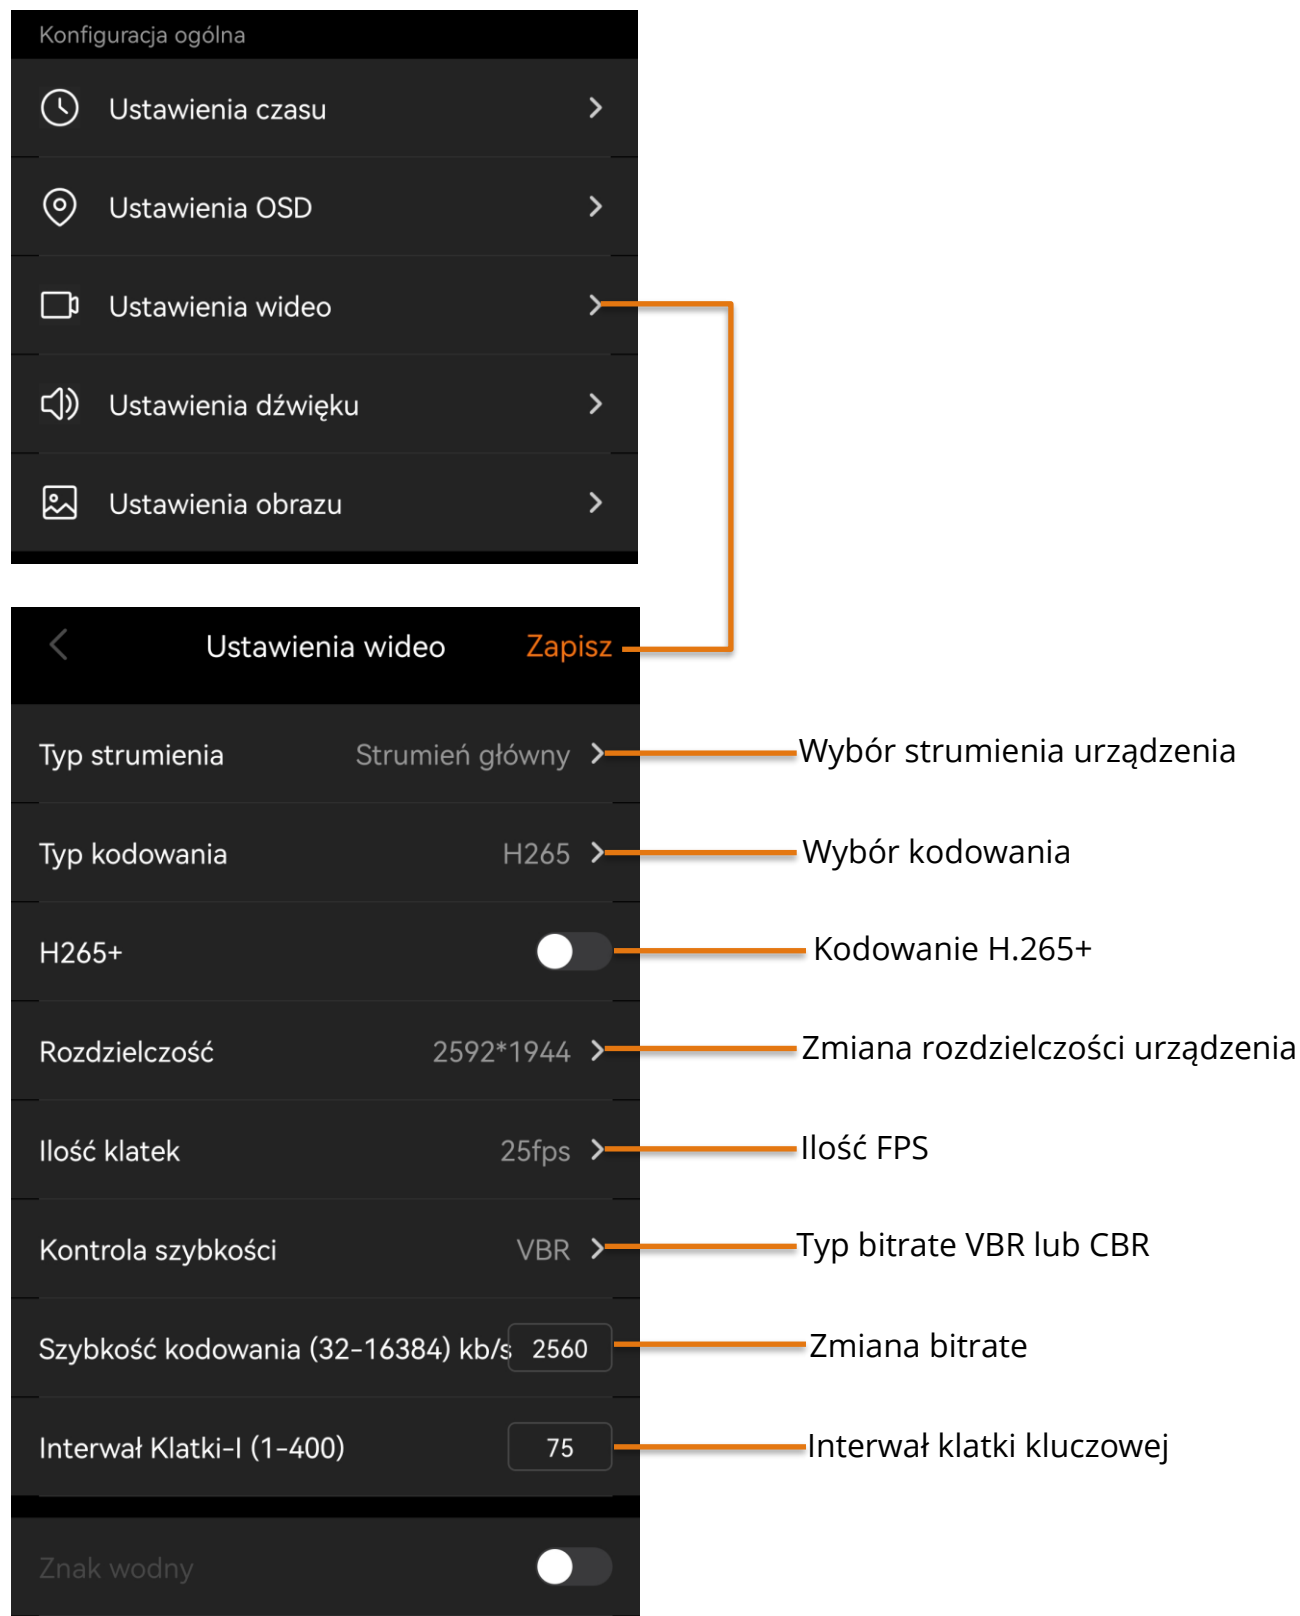 Konfiguracja ogólna
Ustawienia czasu
Ustawienia OSD
Ustawienia wideo
Ustawienia dźwięku
Ustawienia obrazu
Ustawienia wideo Zapisz
Typ strumienia Strumień główny Wybór strumienia urządzenia
Typ kodowania H265 Wybór kodowania
H265+ Kodowanie H.265+
Rozdzielczość 2592*1944 Zmiana rozdzielczości urządzenia
Ilość klatek 25fps Ilość FPS
Kontrola szybkości VBR Typ bitrate VBR lub CBR
Szybkość kodowania (32-16384) kb/s 2560 Zmiana bitrate
Interwał Klatki-I (1-400) 75 Interwał klatki kluczowej
Znak wodny